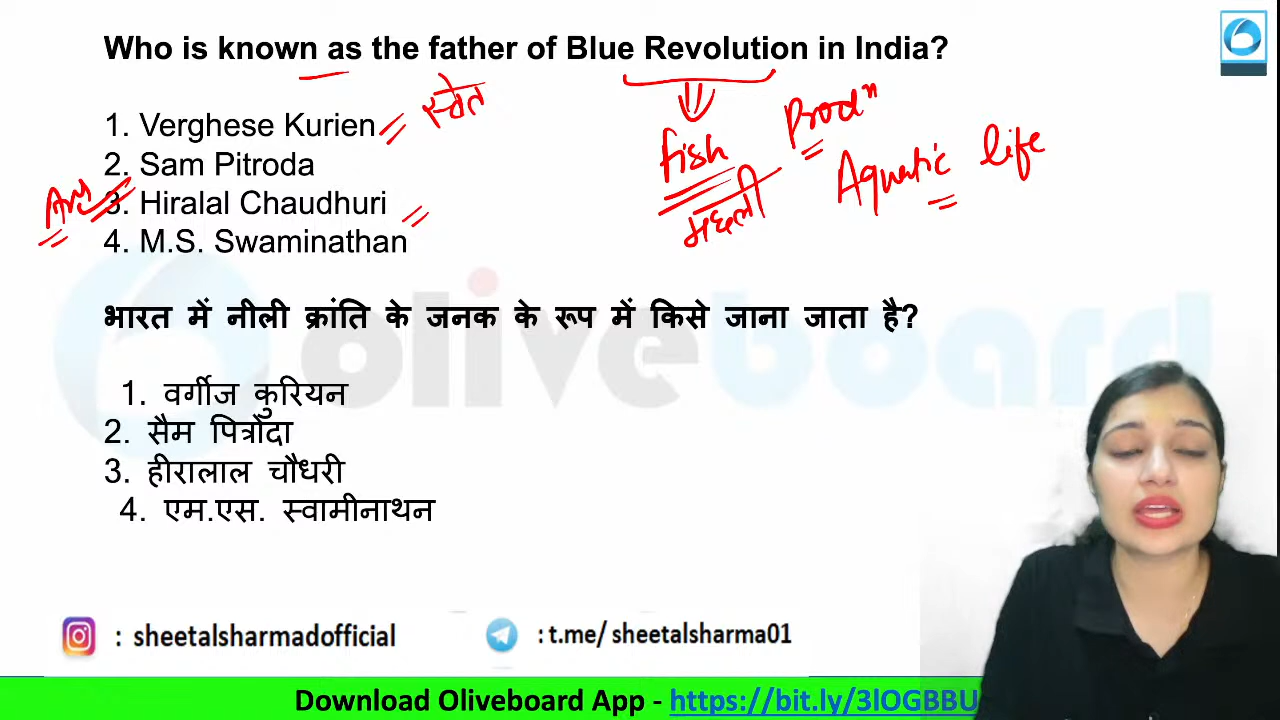 Who is known as the father of Blue Revolution in India?
1. Verghese Kurien
स्वेत
2. Sam Pitroda
Ans
3. Hiralal Chaudhuri
4. M.S. Swaminathan
fish
मछली
Prodⁿ
Aquatic life
भारत में नीली क्रांति के जनक के रूप में किसे जाना जाता है?
1. वर्गीज कुरियन
2. सैम पित्रोदा
3. हीरालाल चौधरी
4. एम.एस. स्वामीनाथन
oliveboard
: sheetalsharmadofficial
: t.me/ sheetalsharma01
Download Oliveboard App - https://bit.ly/3lOGBBU